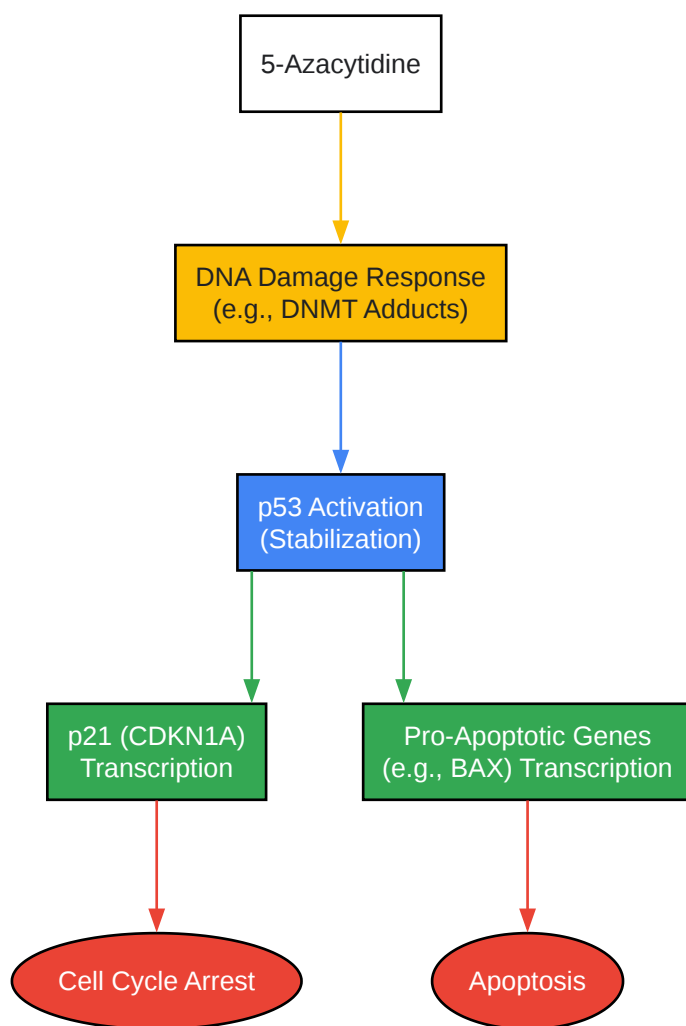 5-Azacytidine
DNA Damage Response
(e.g., DNMT Adducts)
p53 Activation
(Stabilization)
p21 (CDKN1A)
Transcription
Pro-Apoptotic Genes
(e.g., BAX) Transcription
Cell Cycle Arrest
Apoptosis